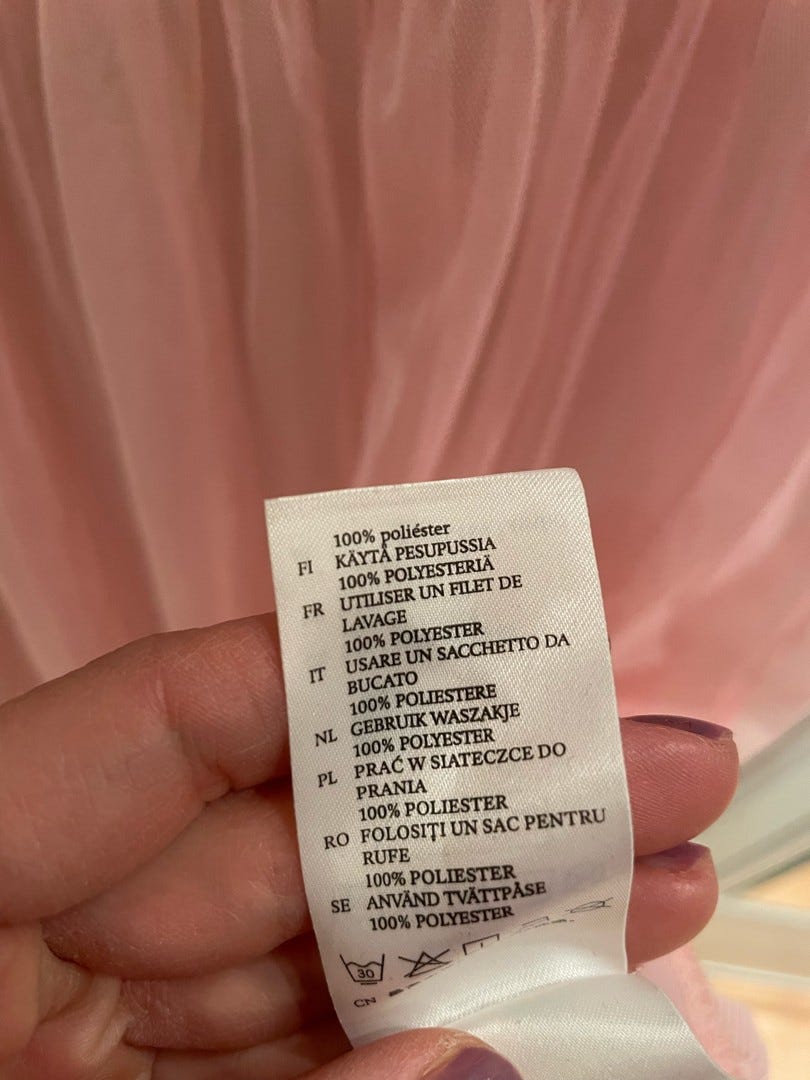 100% poliéster
FI KÄYTÄ PESUPUSSIA
100% POLYESTERIÄ
FR UTILISER UN FILET DE
LAVAGE
100% POLYESTER
IT USARE UN SACCHETTO DA
BUCATO
100% POLIESTERE
NL GEBRUIK WASZAKJE
100% POLYESTER
PL PRAĆ W SIATECZCE DO
PRANIA
100% POLIESTER
RO FOLOSIȚI UN SAC PENTRU
RUFE
100% POLIESTER
SE ANVÄND TVÄTTPÅSE
100% POLYESTER
30
CN